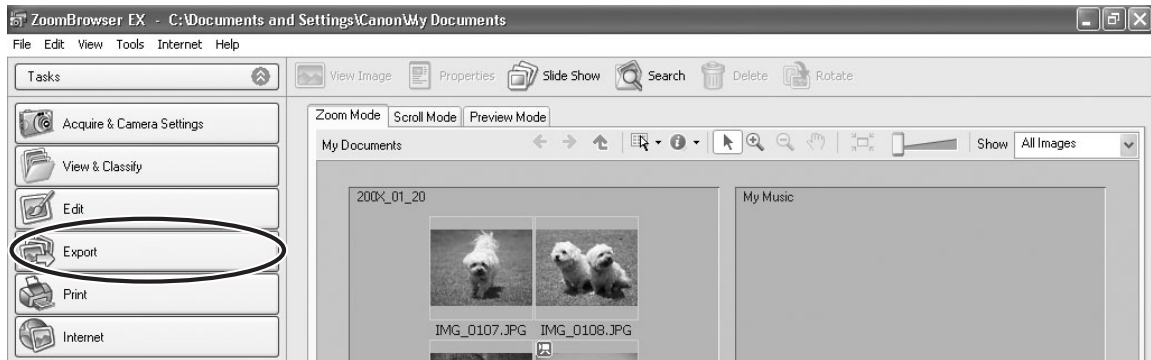 ZoomBrowser EX - C:\Documents and Settings\Canon\My Documents
File Edit View Tools Internet Help
Tasks
View Image Properties Slide Show Search Delete Rotate
Acquire & Camera Settings
View & Classify
Edit
Export
Print
Internet
Zoom Mode Scroll Mode Preview Mode
My Documents Show All Images
200X_01_20 My Music
IMG_0107.JPG IMG_0108.JPG